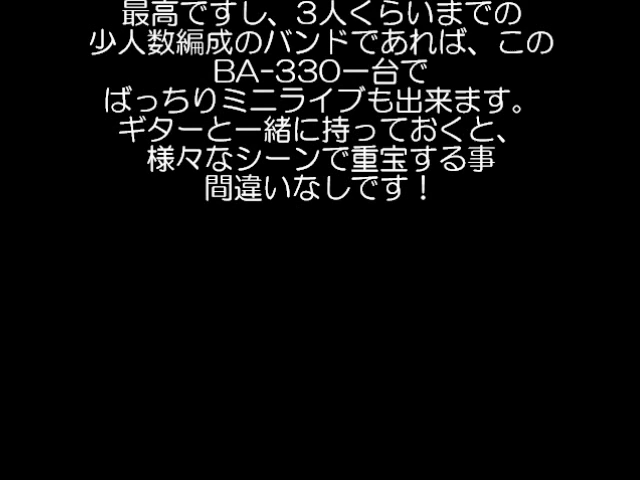 最高ですし、3人くらいまでの
少人数編成のバンドであれば、この
BA-330一台で
ばっちりミニライブも出来ます。
ギターと一緒に持っておくと、
様々なシーンで重宝する事
間違いなしです！